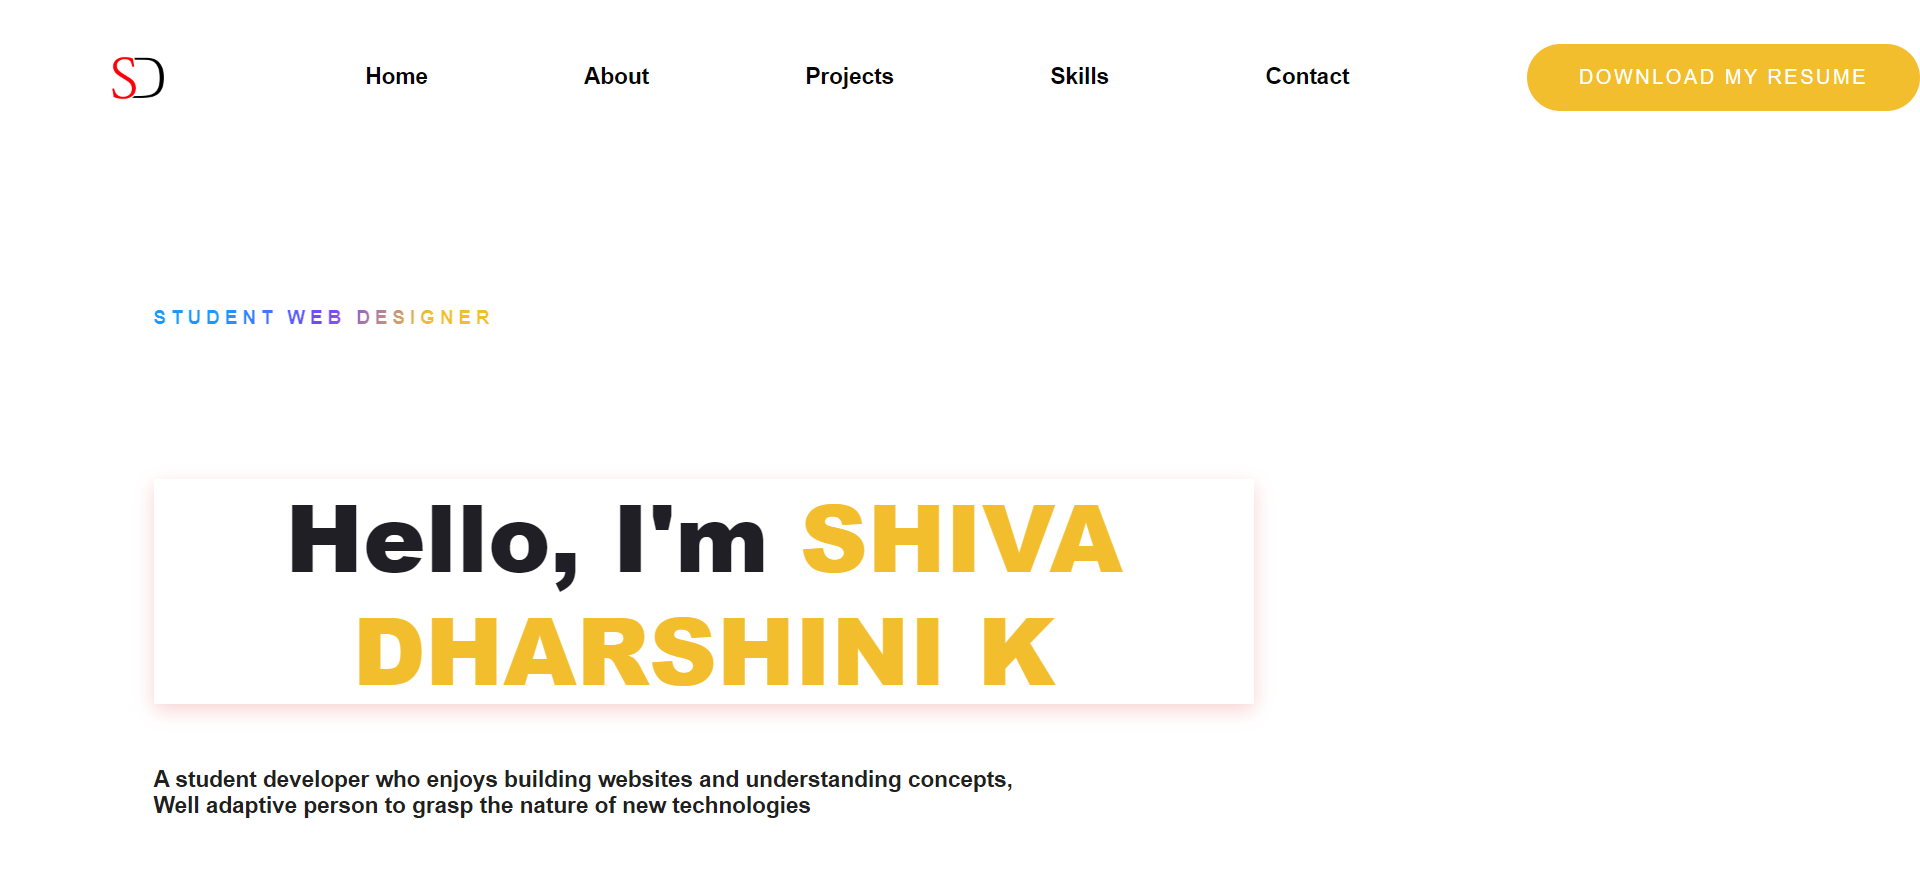 SD
Home
About
Projects
Skills
Contact
DOWNLOAD MY RESUME
STUDENT WEB DESIGNER
Hello, I'm SHIVA
DHARSHINI K
A student developer who enjoys building websites and understanding concepts,
Well adaptive person to grasp the nature of new technologies